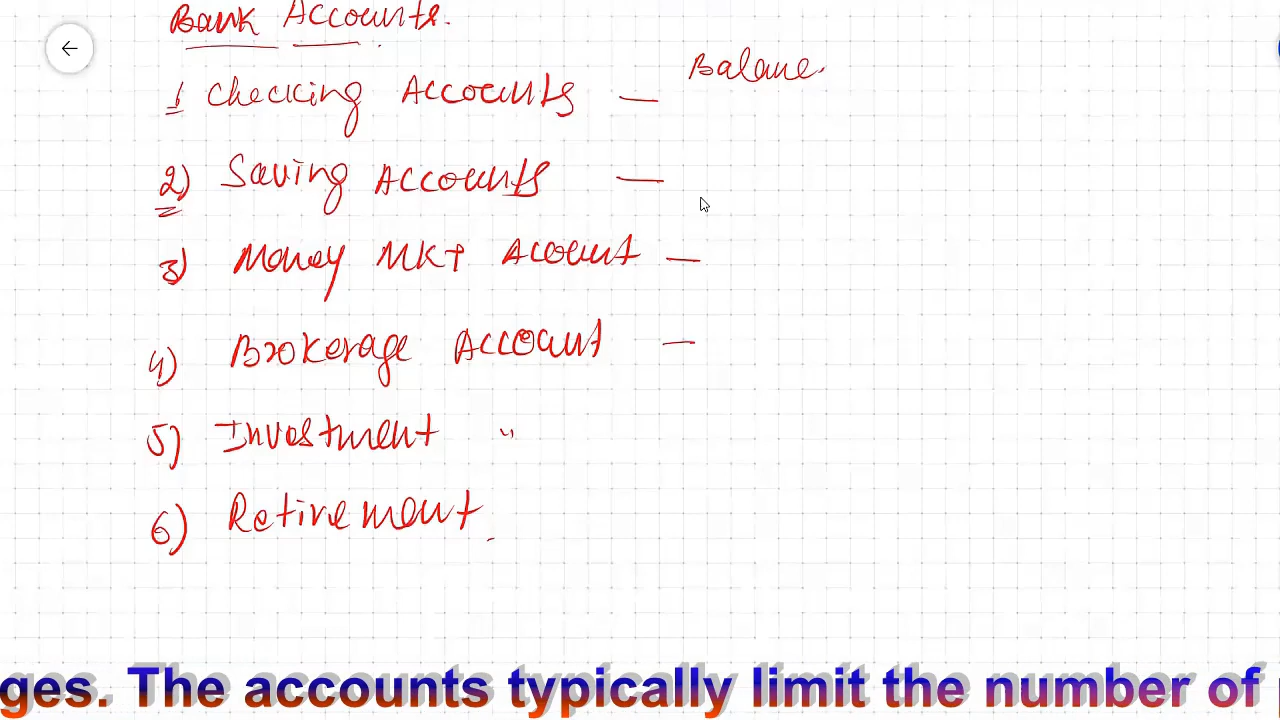 Bank Accounts.
Balance.
1 Checking Accounts —
2) Saving Accounts —
3) Money MKT Acount —
4) Brokerage Account —
5) Investment "
6) Retirement
ges. The accounts typically limit the number of